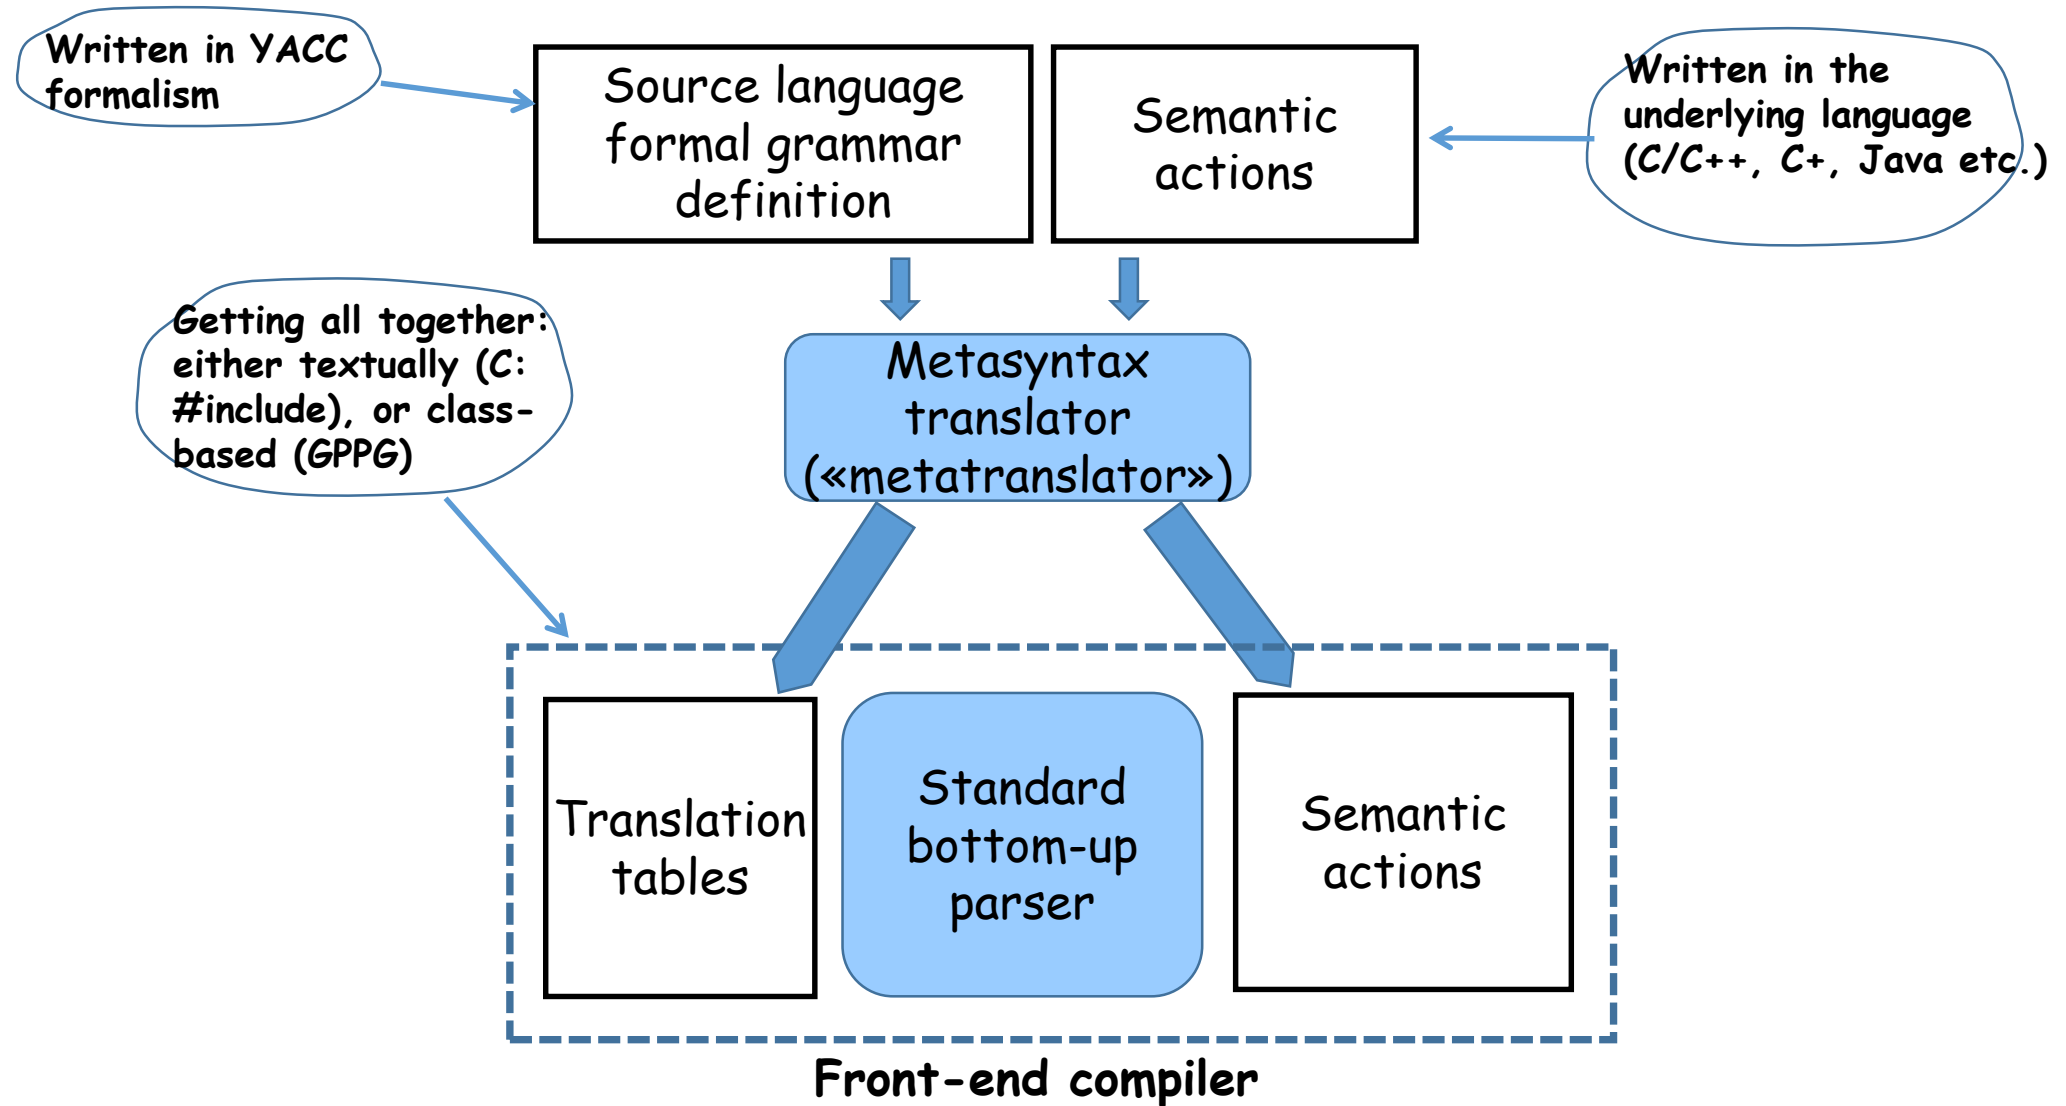 Written in YACC
formalism
Source language
formal grammar
definition
Semantic
actions
Written in the
underlying language
(C/C++, C+, Java etc.)
Getting all together:
either textually (C:
#include), or class-
based (GPPG)
Metasyntax
translator
(«metatranslator»)
Translation
tables
Standard
bottom-up
parser
Semantic
actions
Front-end compiler